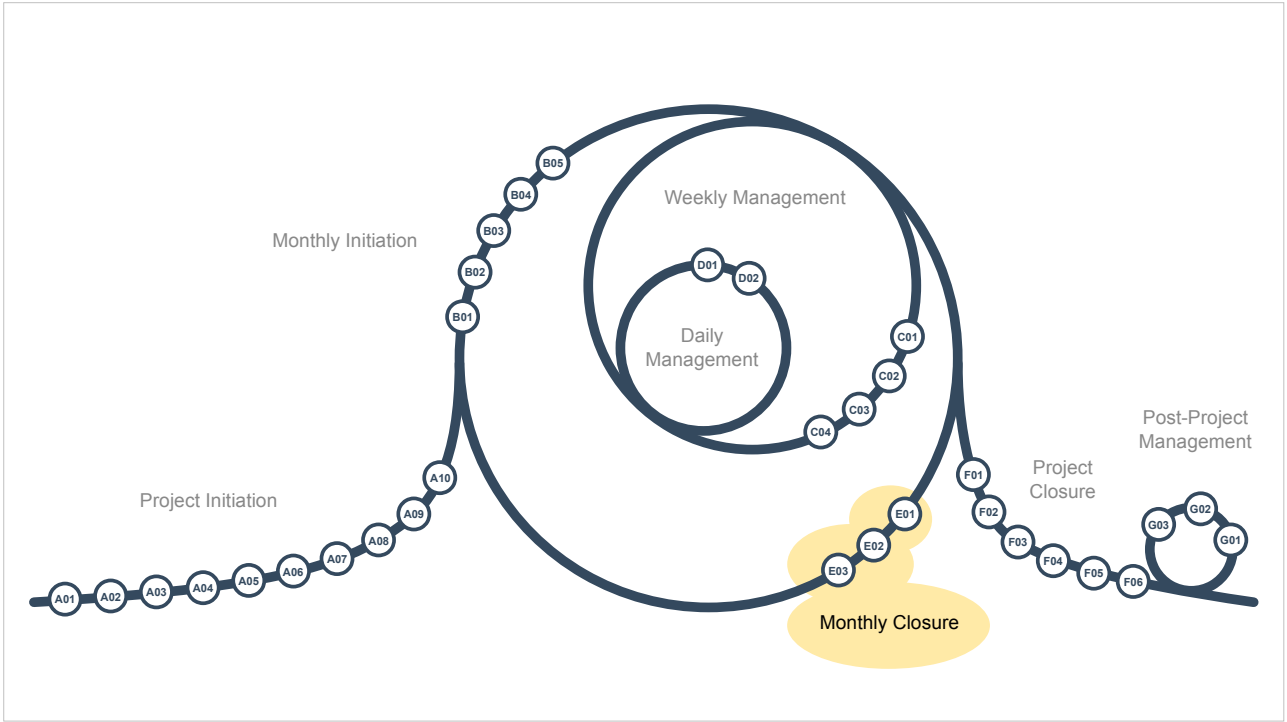 B05
B04
Weekly Management
B03
Monthly Initiation
D01
B02
D02
B01
C01
Daily
Management
C02
C03
Post-Project
Management
C04
Project
Closure
F01
A10
Project Initiation
E01
G02
F02
A09
G03
G01
A08
E02
F03
A07
F04
A06
E03
F05
A05
F06
A04
A03
A02
A01
Monthly Closure